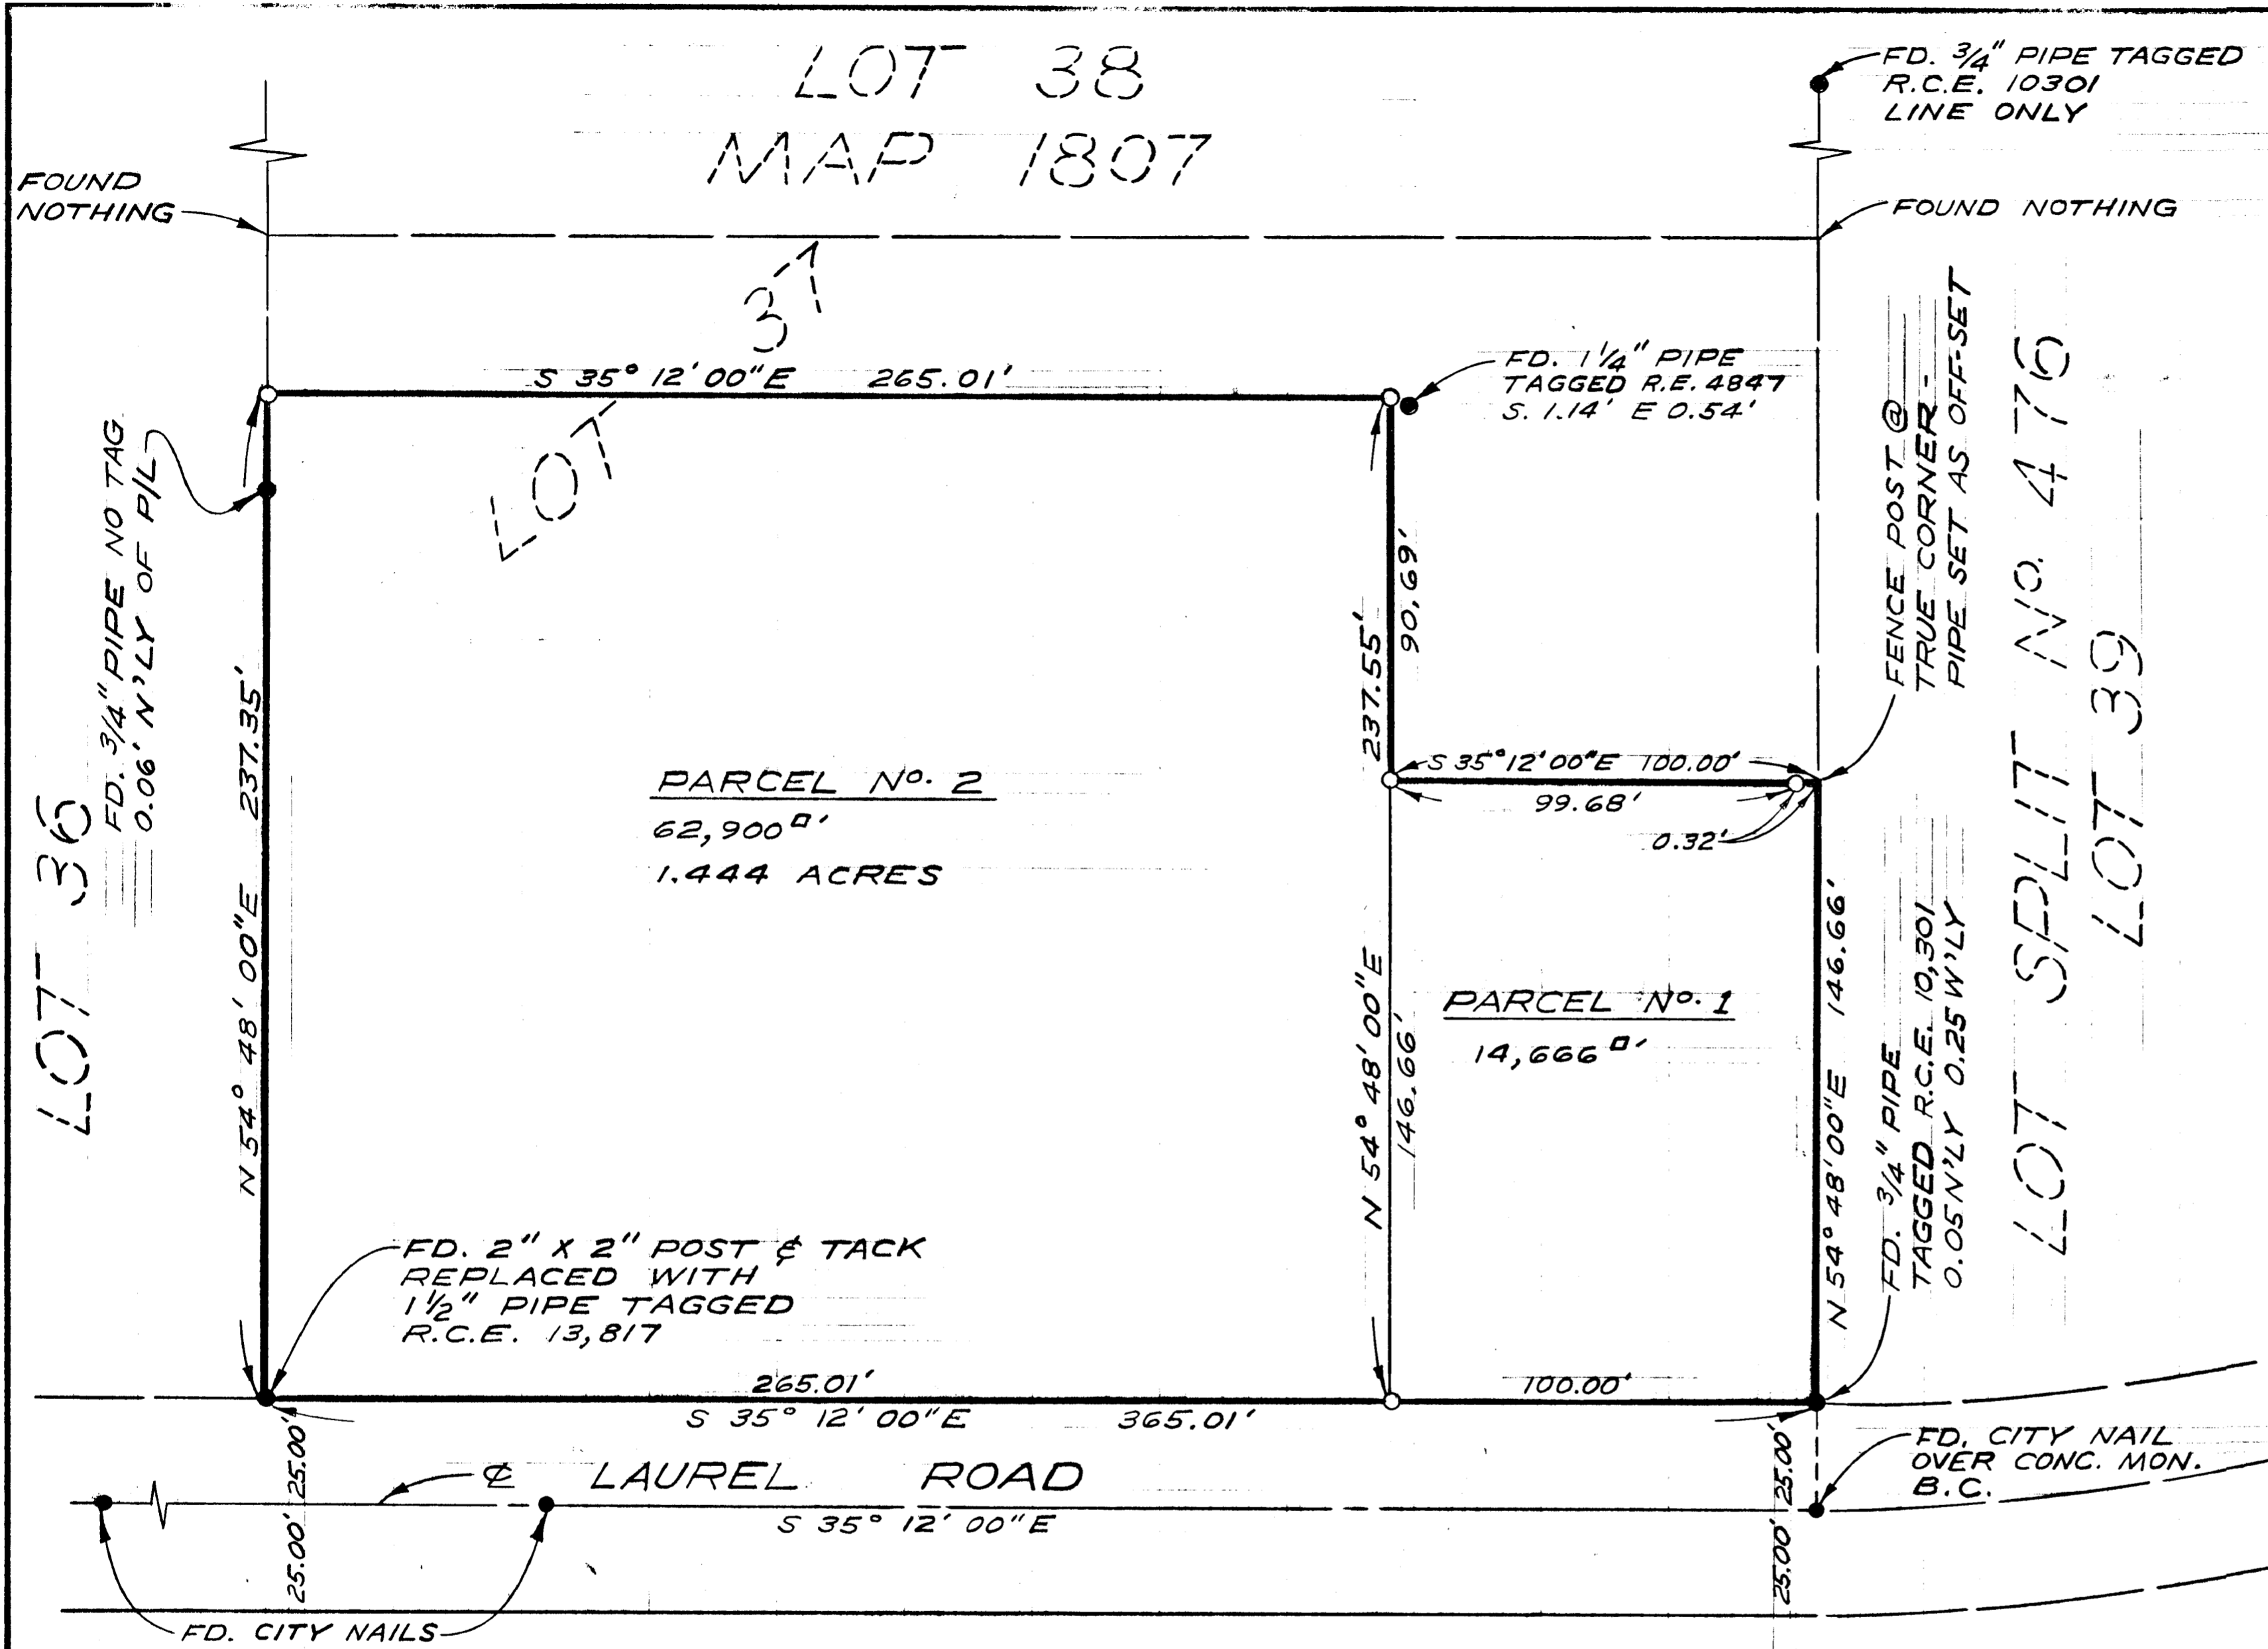 LOT 38
MAP 1807
FD. 3/4" PIPE TAGGED
R.C.E. 10301
LINE ONLY
FOUND
NOTHING
FOUND NOTHING
LOT 37
S 35° 12' 00" E 265.01'
FD. 1 1/4" PIPE
TAGGED R.E. 4847
S. 1.14' E 0.54'
FD. 3/4" PIPE NO TAG
0.06' N'LY OF P/L
LOT 36
N 54° 48' 00" E 237.35'
237.55'
90.69'
FENCE POST @
TRUE CORNER -
PIPE SET AS OFF-SET
LOT SPLIT No. 476
LOT 39
S 35° 12' 00" E 100.00'
99.68'
0.32'
PARCEL No. 2
62,900 □'
1.444 ACRES
N 54° 48' 00" E
146.66'
PARCEL No. 1
14,666 □'
N 54° 48' 00" E 146.66'
FD. 3/4" PIPE
TAGGED R.C.E. 10,301
0.05 N'LY 0.25 W'LY
FD. 2" X 2" POST & TACK
REPLACED WITH
1 1/2" PIPE TAGGED
R.C.E. 13,817
265.01'
100.00'
S 35° 12' 00" E 365.01'
25.00' 25.00'
℄ LAUREL ROAD
S 35° 12' 00" E
25.00' 25.00'
FD. CITY NAIL
OVER CONC. MON.
B.C.
FD. CITY NAILS